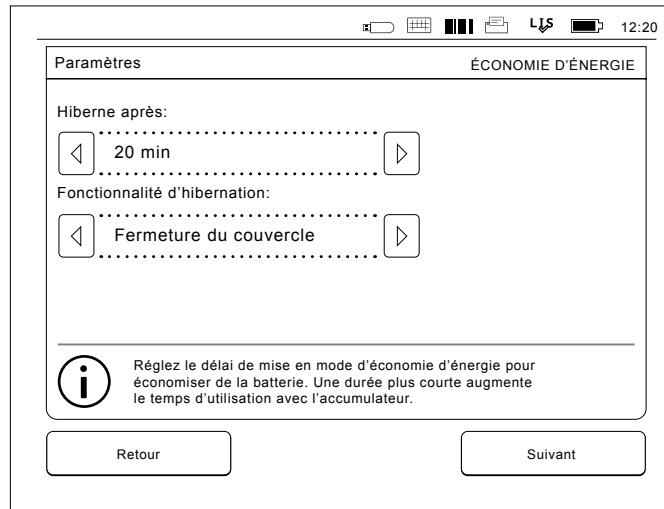 LIS 12:20
Paramètres ÉCONOMIE D'ÉNERGIE
Hiberne après:
20 min
Fonctionnalité d'hibernation:
Fermeture du couvercle
i Réglez le délai de mise en mode d'économie d'énergie pour
économiser de la batterie. Une durée plus courte augmente
le temps d'utilisation avec l'accumulateur.
Retour Suivant